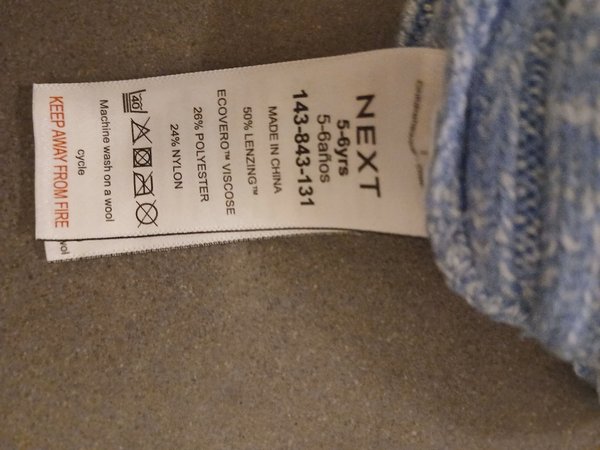 NEXT
5-6yrs
5-6años
143-843-131
MADE IN CHINA
50% LENZING™
ECOVERO™ VISCOSE
26% POLYESTER
24% NYLON
40
Machine wash on a wool
cycle
KEEP AWAY FROM FIRE